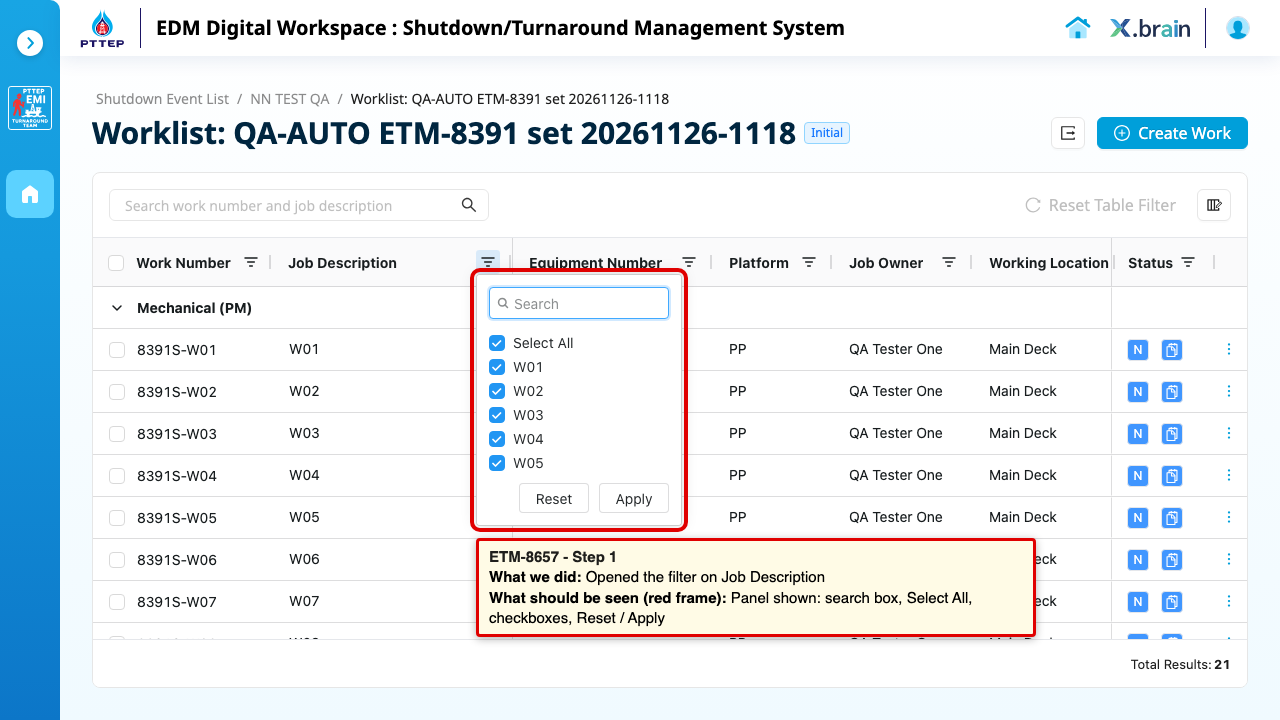 PTTEP
EDM Digital Workspace : Shutdown/Turnaround Management System
X.brain
PTTEP
EMI
TURNAROUND
TEAM
Shutdown Event List / NN TEST QA / Worklist: QA-AUTO ETM-8391 set 20261126-1118
Worklist: QA-AUTO ETM-8391 set 20261126-1118 Initial
Create Work
Search work number and job description
Reset Table Filter
Work Number Job Description Equipment Number Platform Job Owner Working Location Status
Mechanical (PM)
Search
Select All
W01
W02
W03
W04
W05
Reset Apply
8391S-W01 W01 PP QA Tester One Main Deck N
8391S-W02 W02 PP QA Tester One Main Deck N
8391S-W03 W03 PP QA Tester One Main Deck N
8391S-W04 W04 PP QA Tester One Main Deck N
8391S-W05 W05 PP QA Tester One Main Deck N
8391S-W06 W06 eck N
8391S-W07 W07 eck N
ETM-8657 - Step 1
What we did: Opened the filter on Job Description
What should be seen (red frame): Panel shown: search box, Select All,
checkboxes, Reset / Apply
Total Results: 21